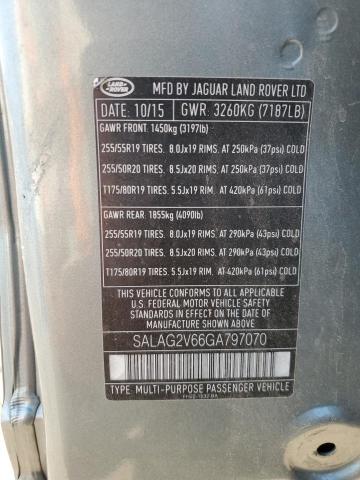 LAND
ROVER
MFD BY JAGUAR LAND ROVER LTD
DATE: 10/15 GWR: 3260KG (7187LB)
GAWR FRONT: 1450kg (3197lb)
255/55R19 TIRES. 8.0Jx19 RIMS. AT 250kPa (37psi) COLD
255/50R20 TIRES. 8.5Jx20 RIMS. AT 250kPa (37psi) COLD
T175/80R19 TIRES. 5.5Jx19 RIM. AT 420kPa (61psi) COLD
GAWR REAR: 1855kg (4090lb)
255/55R19 TIRES. 8.0Jx19 RIMS. AT 290kPa (43psi) COLD
255/50R20 TIRES. 8.5Jx20 RIMS. AT 290kPa (43psi) COLD
T175/80R19 TIRES. 5.5Jx19 RIM. AT 420kPa (61psi) COLD
THIS VEHICLE CONFORMS TO ALL APPLICABLE
U.S. FEDERAL MOTOR VEHICLE SAFETY STANDARDS IN
EFFECT ON THE DATE OF MANUFACTURE SHOWN ABOVE.
SALAG2V66GA797070
TYPE: MULTI-PURPOSE PASSENGER VEHICLE